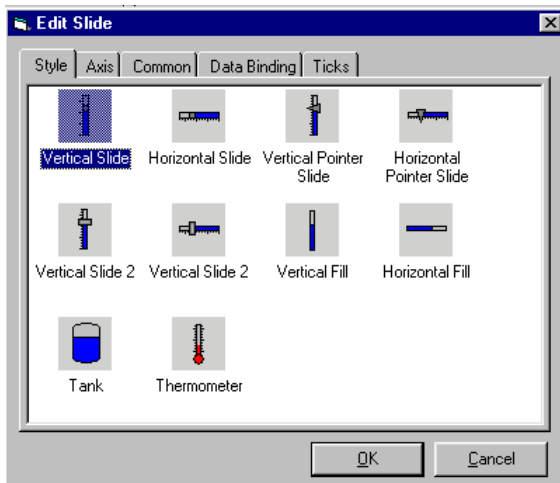 Edit Slide
Style Axis Common Data Binding Ticks
Vertical Slide Horizontal Slide Vertical Pointer Slide Horizontal Pointer Slide
Vertical Slide 2 Vertical Slide 2 Vertical Fill Horizontal Fill
Tank Thermometer
OK Cancel